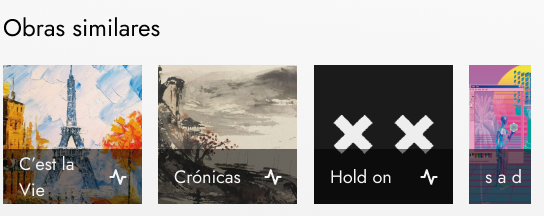 Obras similares
C'est la
Vie
Crónicas
Hold on
s a d